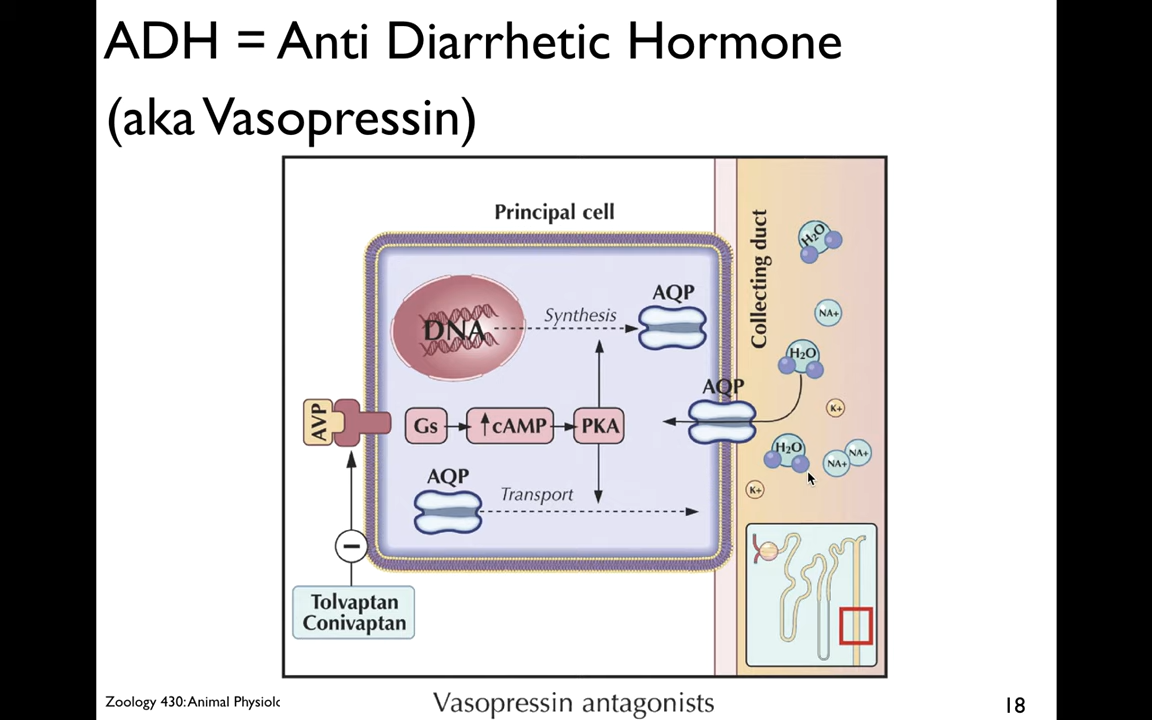 ADH = Anti Diarrhetic Hormone
(aka Vasopressin)
Principal cell
Collecting duct
H₂O
AQP
DNA
Synthesis
NA+
H₂O
AQP
K+
AVP
Gs
↑cAMP
PKA
H₂O
NA+
NA+
AQP
Transport
K+
−
Tolvaptan
Conivaptan
Zoology 430: Animal Physiolo
Vasopressin antagonists
18